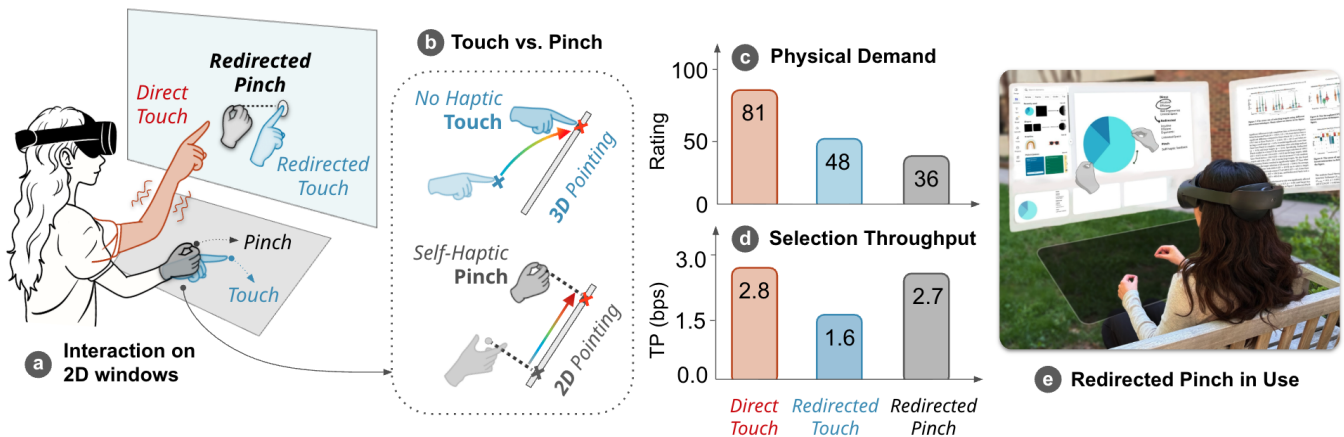 Redirected
Pinch
Direct
Touch
Redirected
Touch
Pinch
Touch
a Interaction on
2D windows
b Touch vs. Pinch
No Haptic
Touch
3D Pointing
Self-Haptic
Pinch
2D Pointing
c Physical Demand
Rating
100
50
0
81
48
36
d Selection Throughput
TP (bps)
3.0
1.5
0.0
2.8
1.6
2.7
Direct
Touch
Redirected
Touch
Redirected
Pinch
e Redirected Pinch in Use